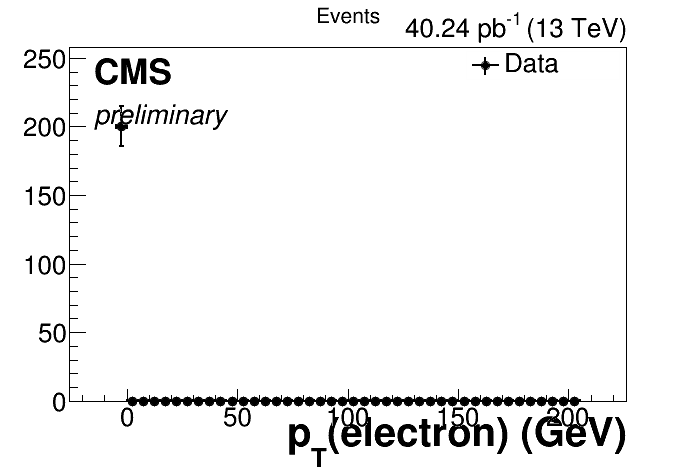 Events
40.24 pb-1 (13 TeV)
250
CMS
Data
preliminary
200
150
100
50
0
0 50 100 150 200
pT(electron) (GeV)